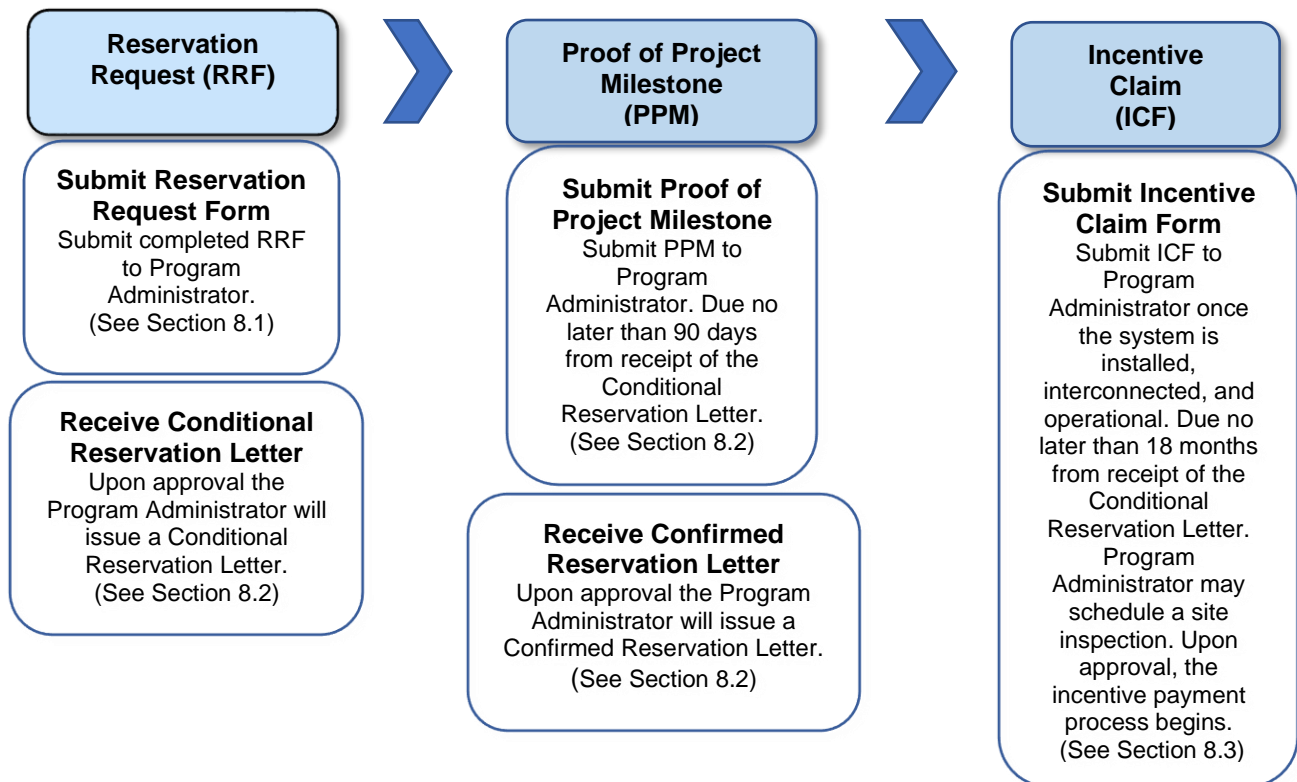 Reservation
Request (RRF)
Submit Reservation
Request Form
Submit completed RRF
to Program
Administrator.
(See Section 8.1)
Receive Conditional
Reservation Letter
Upon approval the
Program Administrator will
issue a Conditional
Reservation Letter.
(See Section 8.2)
Proof of Project
Milestone
(PPM)
Submit Proof of
Project Milestone
Submit PPM to
Program
Administrator. Due no
later than 90 days
from receipt of the
Conditional
Reservation Letter.
(See Section 8.2)
Receive Confirmed
Reservation Letter
Upon approval the Program
Administrator will issue a
Confirmed Reservation Letter.
(See Section 8.2)
Incentive
Claim
(ICF)
Submit Incentive
Claim Form
Submit ICF to
Program
Administrator once
the system is
installed,
interconnected, and
operational. Due no
later than 18 months
from receipt of the
Conditional
Reservation Letter.
Program
Administrator may
schedule a site
inspection. Upon
approval, the
incentive payment
process begins.
(See Section 8.3)